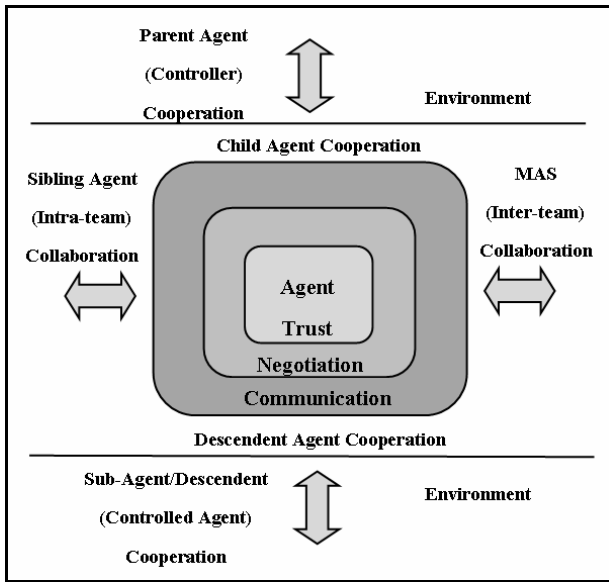 Parent Agent
(Controller)
Cooperation
Environment
Child Agent Cooperation
Sibling Agent
(Intra-team)
Collaboration
MAS
(Inter-team)
Collaboration
Agent
Trust
Negotiation
Communication
Descendent Agent Cooperation
Sub-Agent/Descendent
(Controlled Agent)
Cooperation
Environment